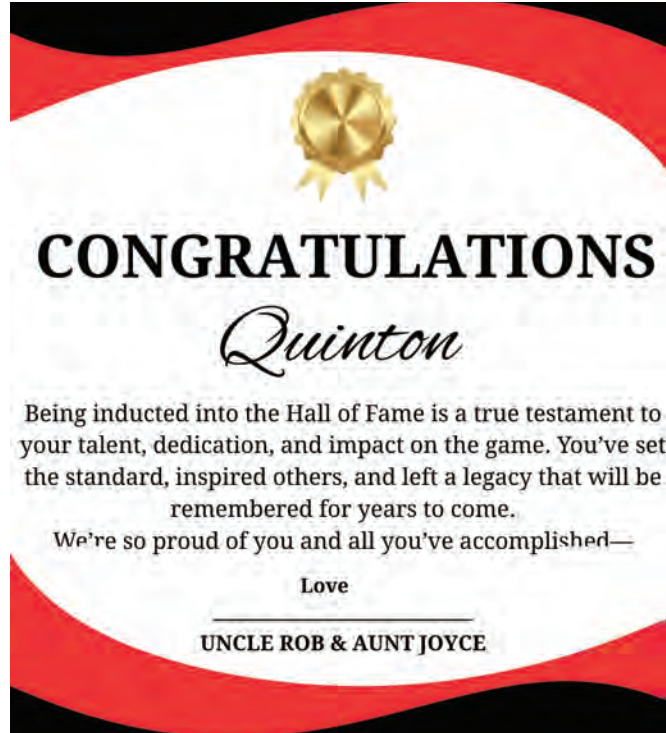 CONGRATULATIONS
Quinton
Being inducted into the Hall of Fame is a true testament to
your talent, dedication, and impact on the game. You’ve set
the standard, inspired others, and left a legacy that will be
remembered for years to come.
We’re so proud of you and all you’ve accomplished—
Love
UNCLE ROB & AUNT JOYCE